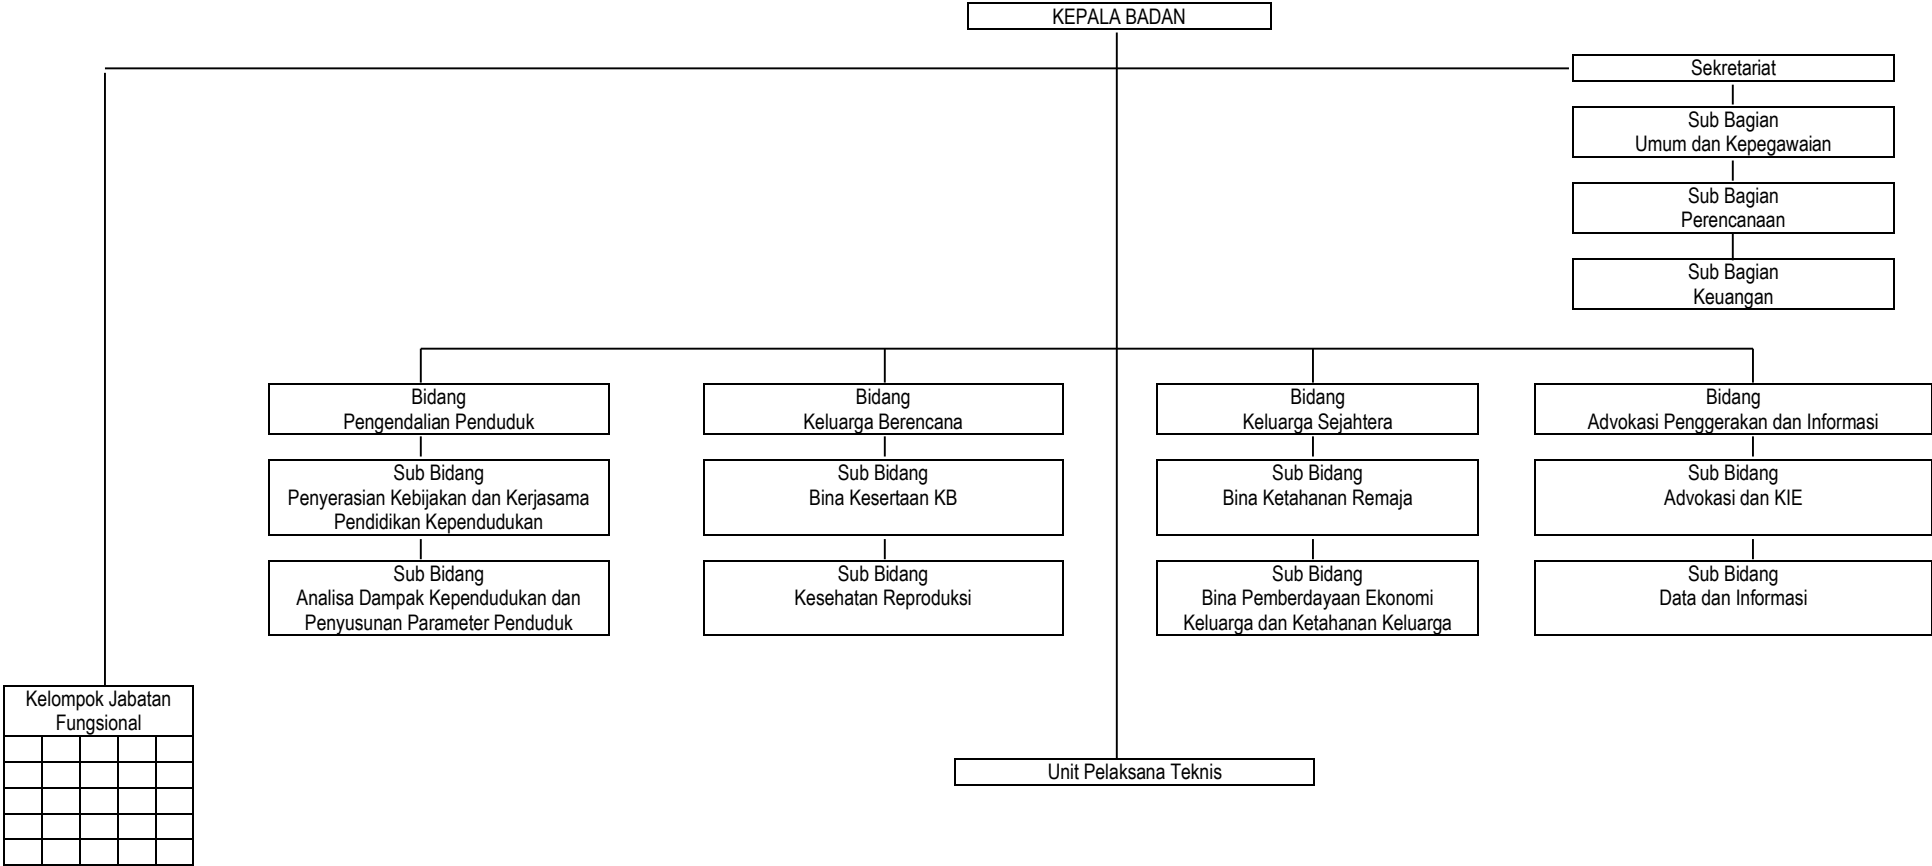 KEPALA BADAN
Sekretariat
Sub Bagian
Umum dan Kepegawaian
Sub Bagian
Perencanaan
Sub Bagian
Keuangan
Bidang
Pengendalian Penduduk
Sub Bidang
Penyerasian Kebijakan dan Kerjasama
Pendidikan Kependudukan
Sub Bidang
Analisa Dampak Kependudukan dan
Penyusunan Parameter Penduduk
Bidang
Keluarga Berencana
Sub Bidang
Bina Kesertaan KB
Sub Bidang
Kesehatan Reproduksi
Bidang
Keluarga Sejahtera
Sub Bidang
Bina Ketahanan Remaja
Sub Bidang
Bina Pemberdayaan Ekonomi
Keluarga dan Ketahanan Keluarga
Bidang
Advokasi Penggerakan dan Informasi
Sub Bidang
Advokasi dan KIE
Sub Bidang
Data dan Informasi
Kelompok Jabatan
Fungsional
Unit Pelaksana Teknis